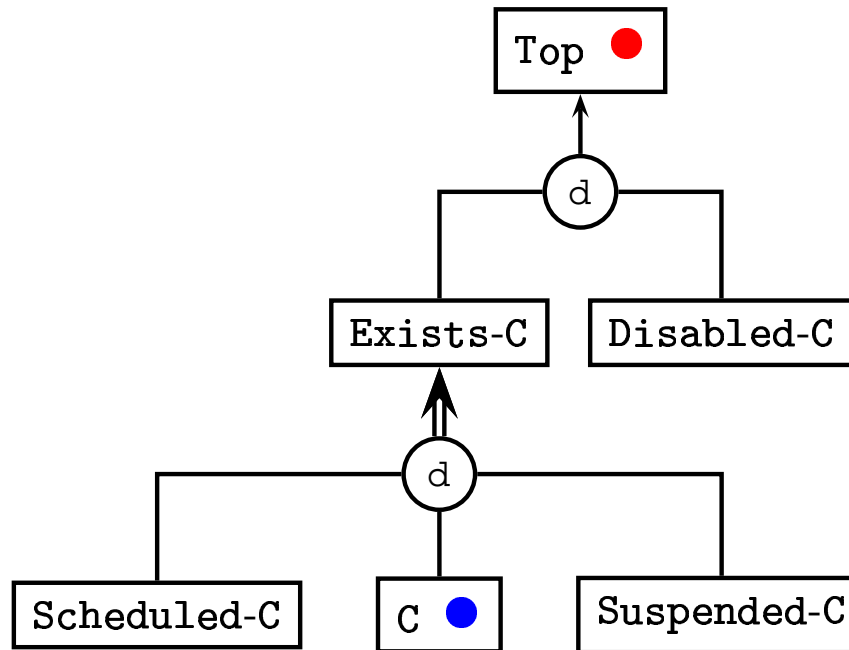 Top
d
Exists-C
Disabled-C
d
Scheduled-C
C
Suspended-C